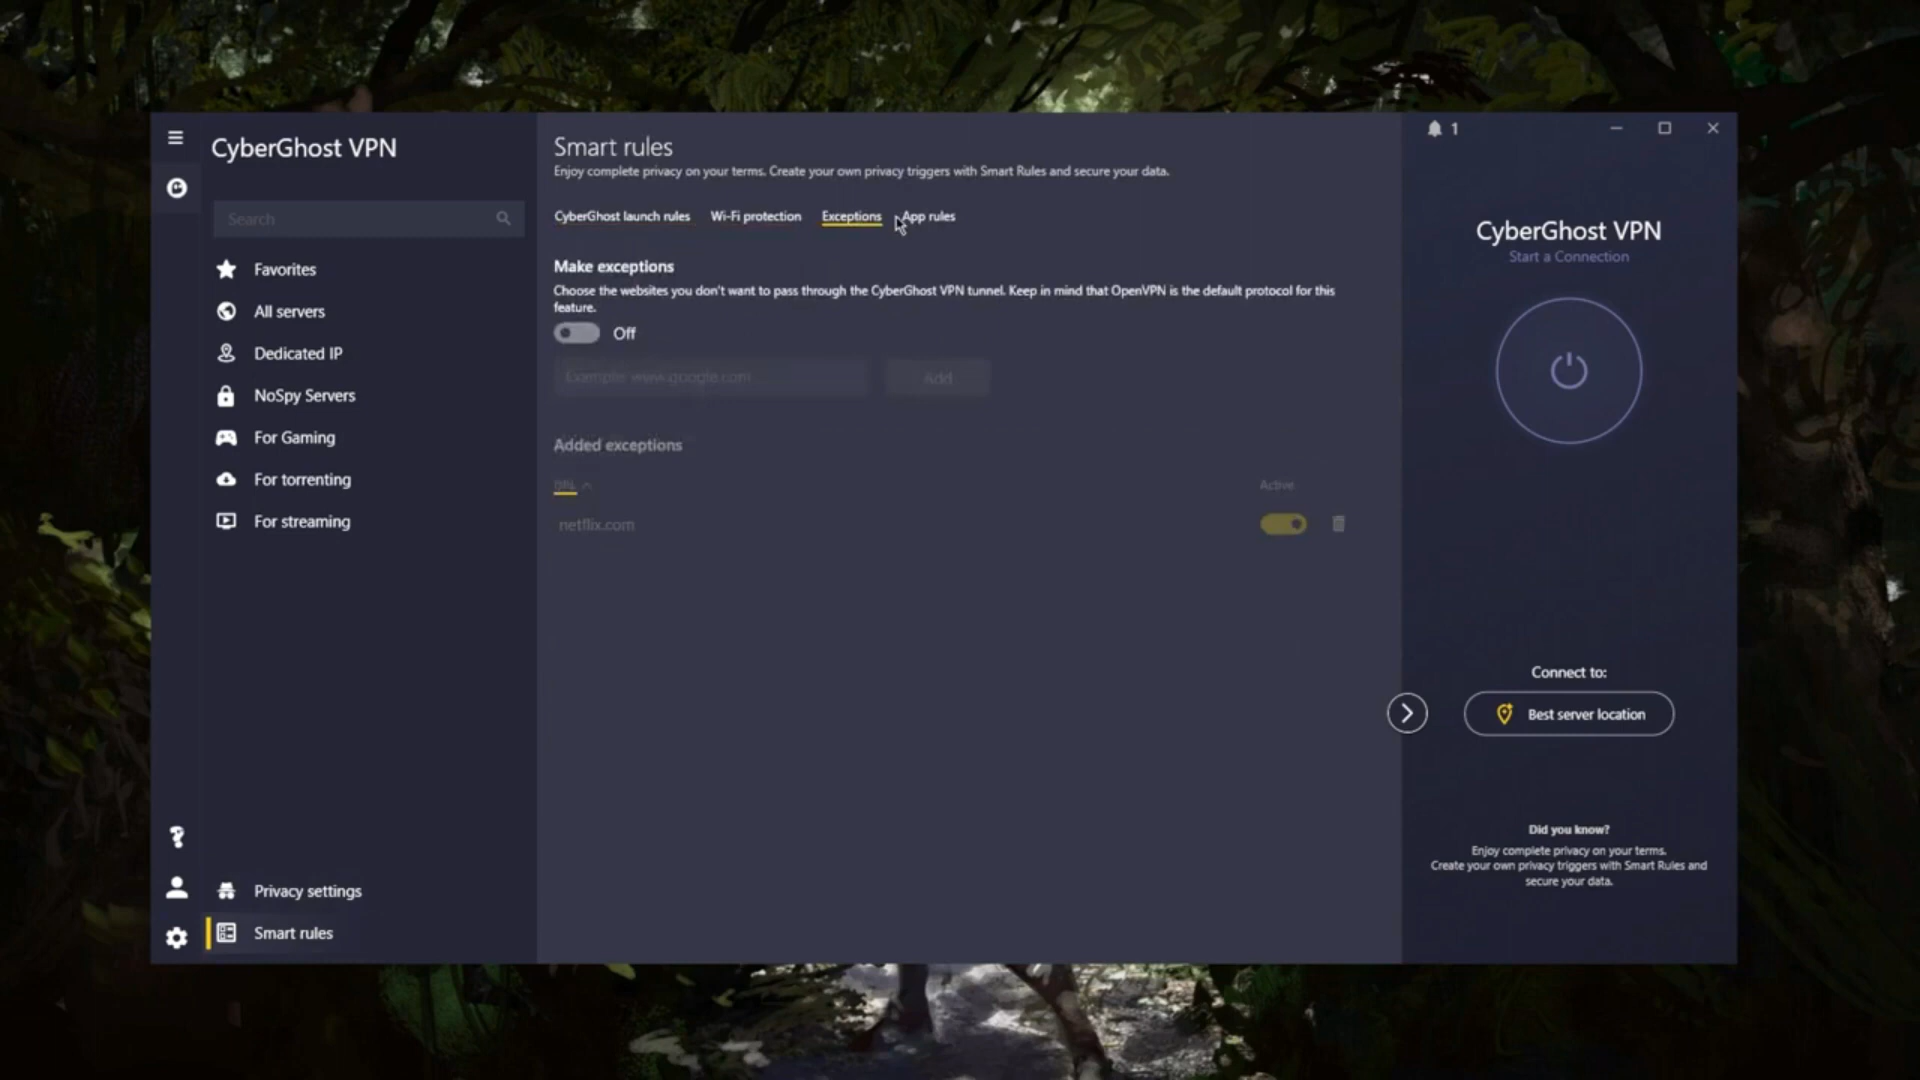 CyberGhost VPN
Search
Favorites
All servers
Dedicated IP
NoSpy Servers
For Gaming
For torrenting
For streaming
Privacy settings
Smart rules
Smart rules
Enjoy complete privacy on your terms. Create your own privacy triggers with Smart Rules and secure your data.
CyberGhost launch rules Wi-Fi protection Exceptions App rules
Make exceptions
Choose the websites you don't want to pass through the CyberGhost VPN tunnel. Keep in mind that OpenVPN is the default protocol for this
feature.
Off
Example: www.google.com Add
Added exceptions
URL Active
netflix.com
1
CyberGhost VPN
Start a Connection
Connect to:
Best server location
Did you know?
Enjoy complete privacy on your terms.
Create your own privacy triggers with Smart Rules and
secure your data.